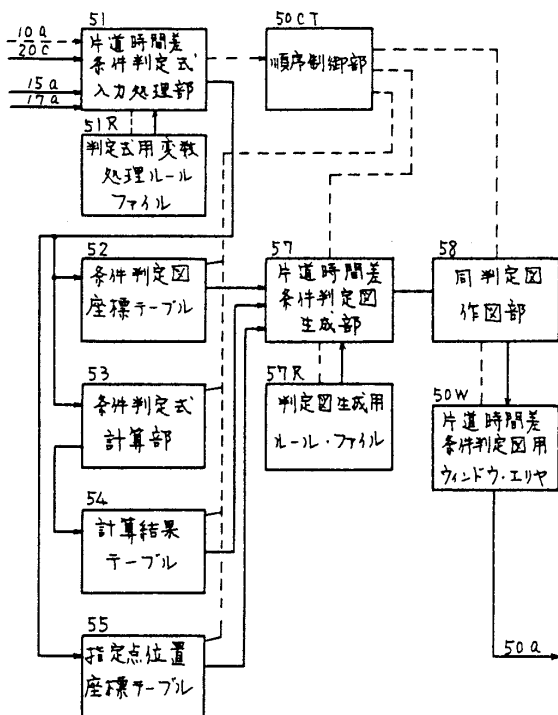 10a
20c
15a
17a
51
片道時間差
条件判定式
入力処理部
50CT
順序制御部
51R
判定式用変数
処理ルール
ファイル
52
条件判定図
座標テーブル
53
条件判定式
計算部
54
計算結果
テーブル
55
指定点位置
座標テーブル
57
片道時間差
条件判定図
生成部
57R
判定図生成用
ルール・ファイル
58
同判定図
作図部
50W
片道時間差
条件判定図用
ウィンドウ・エリヤ
50a